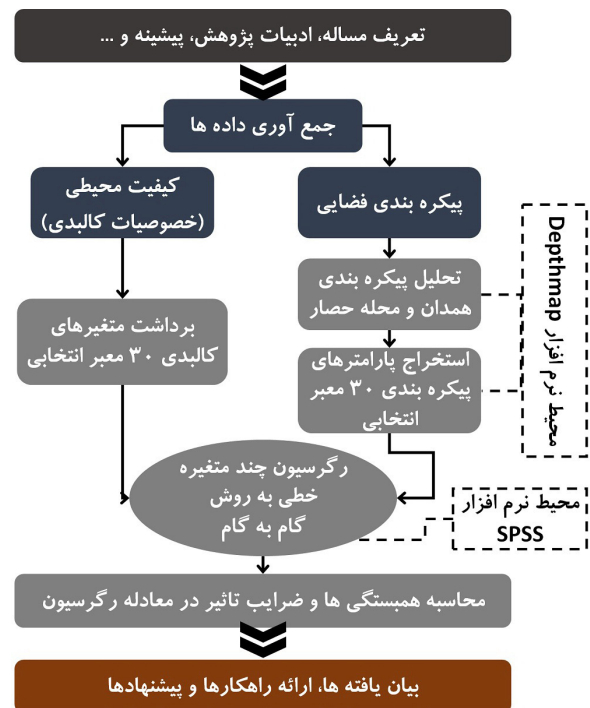 تعریف مساله، ادبیات پژوهش، پیشینه و ...
جمع آوری داده ها
پیکره بندی فضایی
کیفیت محیطی
(خصوصیات کالبدی)
تحلیل پیکره بندی
همدان و محله حصار
استخراج پارامترهای
پیکره بندی ۳۰ معبر
انتخابی
محیط نرم افزار Depthmap
برداشت متغیرهای
کالبدی ۳۰ معبر انتخابی
رگرسیون چند متغیره
خطی به روش
گام به گام
محیط نرم افزار
SPSS
محاسبه همبستگی ها و ضرایب تاثیر در معادله رگرسیون
بیان یافته ها، ارائه راهکارها و پیشنهادها